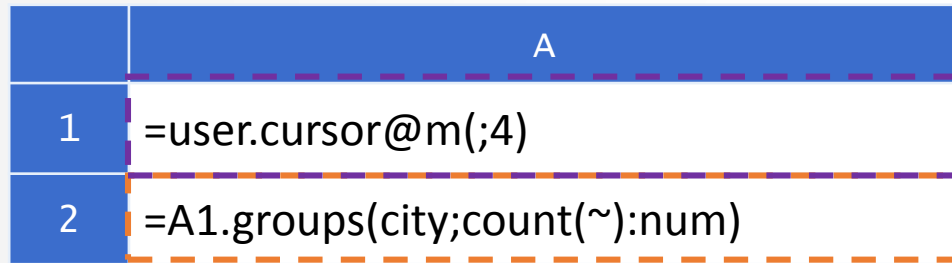 A
1 =user.cursor@m(;4)
2 =A1.groups(city;count(~):num)